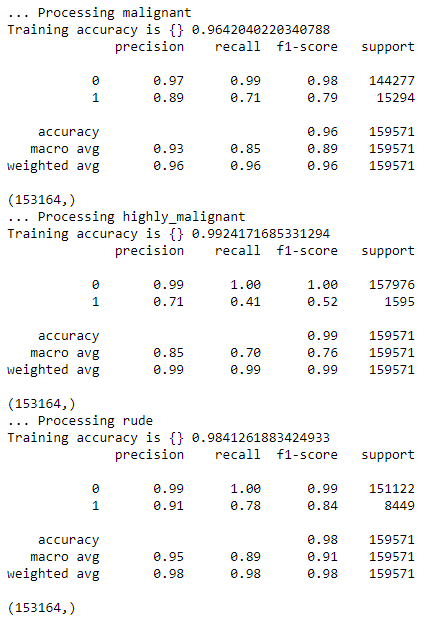 ... Processing malignant
Training accuracy is {} 0.9642040220340788
precision recall f1-score support
0 0.97 0.99 0.98 144277
1 0.89 0.71 0.79 15294
accuracy 0.96 159571
macro avg 0.93 0.85 0.89 159571
weighted avg 0.96 0.96 0.96 159571
(153164,)
... Processing highly_malignant
Training accuracy is {} 0.9924171685331294
precision recall f1-score support
0 0.99 1.00 1.00 157976
1 0.71 0.41 0.52 1595
accuracy 0.99 159571
macro avg 0.85 0.70 0.76 159571
weighted avg 0.99 0.99 0.99 159571
(153164,)
... Processing rude
Training accuracy is {} 0.9841261883424933
precision recall f1-score support
0 0.99 1.00 0.99 151122
1 0.91 0.78 0.84 8449
accuracy 0.98 159571
macro avg 0.95 0.89 0.91 159571
weighted avg 0.98 0.98 0.98 159571
(153164,)